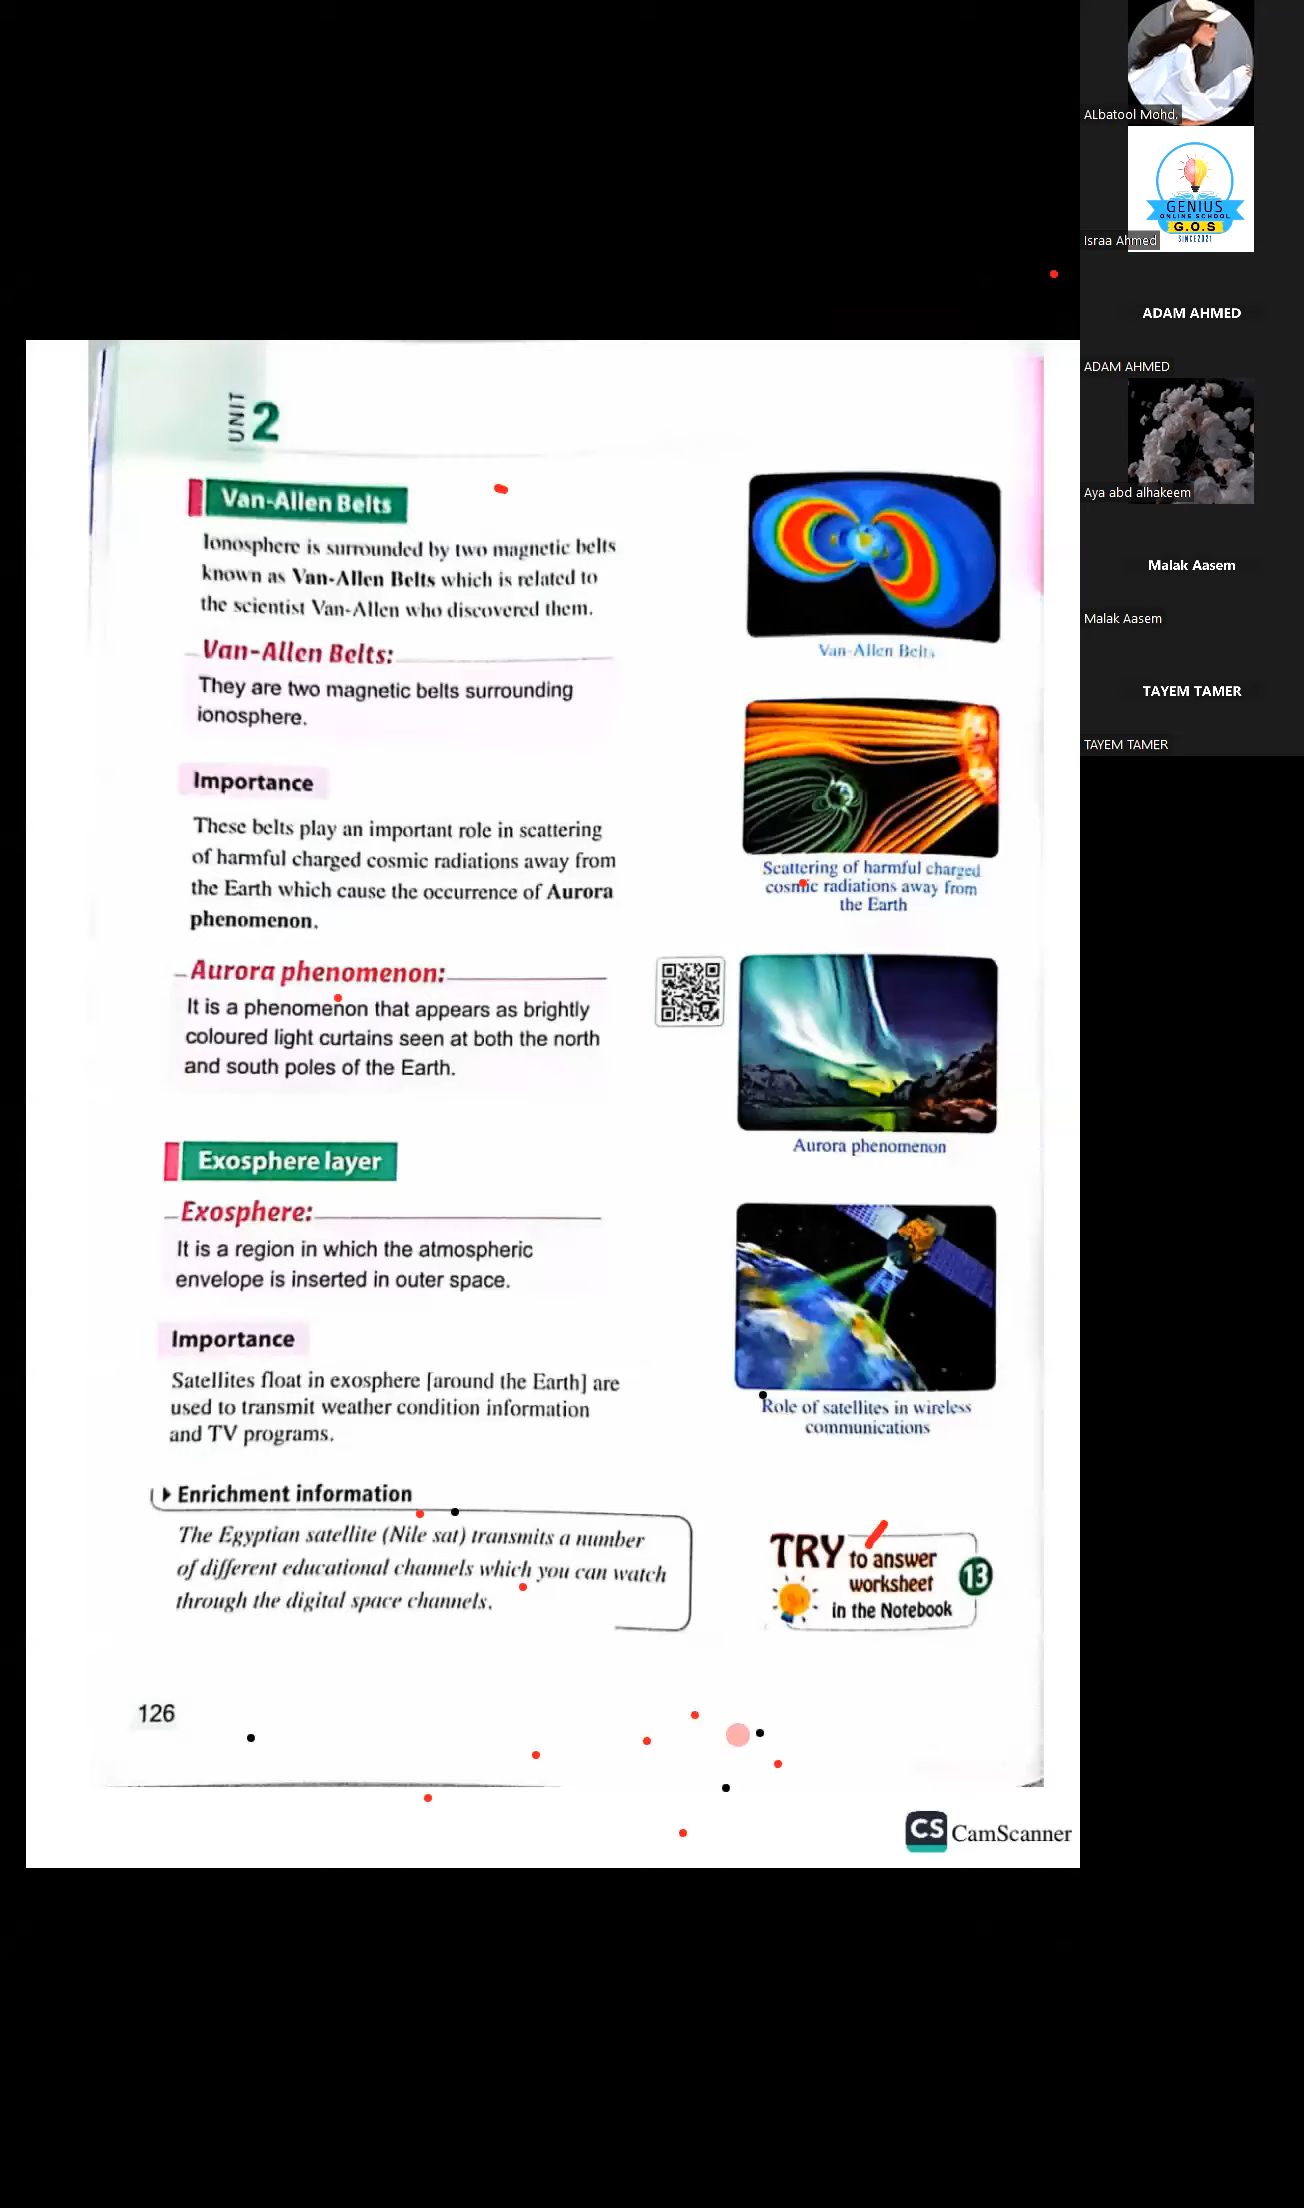 UNIT 2
Van-Allen Belts
Ionosphere is surrounded by two magnetic belts
known as Van-Allen Belts which is related to
the scientist Van-Allen who discovered them.
Van-Allen Belts:
They are two magnetic belts surrounding
ionosphere.
Importance
These belts play an important role in scattering
of harmful charged cosmic radiations away from
the Earth which cause the occurrence of Aurora
phenomenon.
Aurora phenomenon:
It is a phenomenon that appears as brightly
coloured light curtains seen at both the north
and south poles of the Earth.
Exosphere layer
Exosphere:
It is a region in which the atmospheric
envelope is inserted in outer space.
Importance
Satellites float in exosphere [around the Earth] are
used to transmit weather condition information
and TV programs.
Enrichment information
The Egyptian satellite (Nile sat) transmits a number
of different educational channels which you can watch
through the digital space channels.
126
Van-Allen Belts
Scattering of harmful charged
cosmic radiations away from
the Earth
Aurora phenomenon
Role of satellites in wireless
communications
TRY to answer
worksheet
in the Notebook
13
CS CamScanner
ALbatool Mohd.
GENIUS
ONLINE SCHOOL
G.O.S
SINCE2021
Israa Ahmed
ADAM AHMED
ADAM AHMED
Aya abd alhakeem
Malak Aasem
Malak Aasem
TAYEM TAMER
TAYEM TAMER